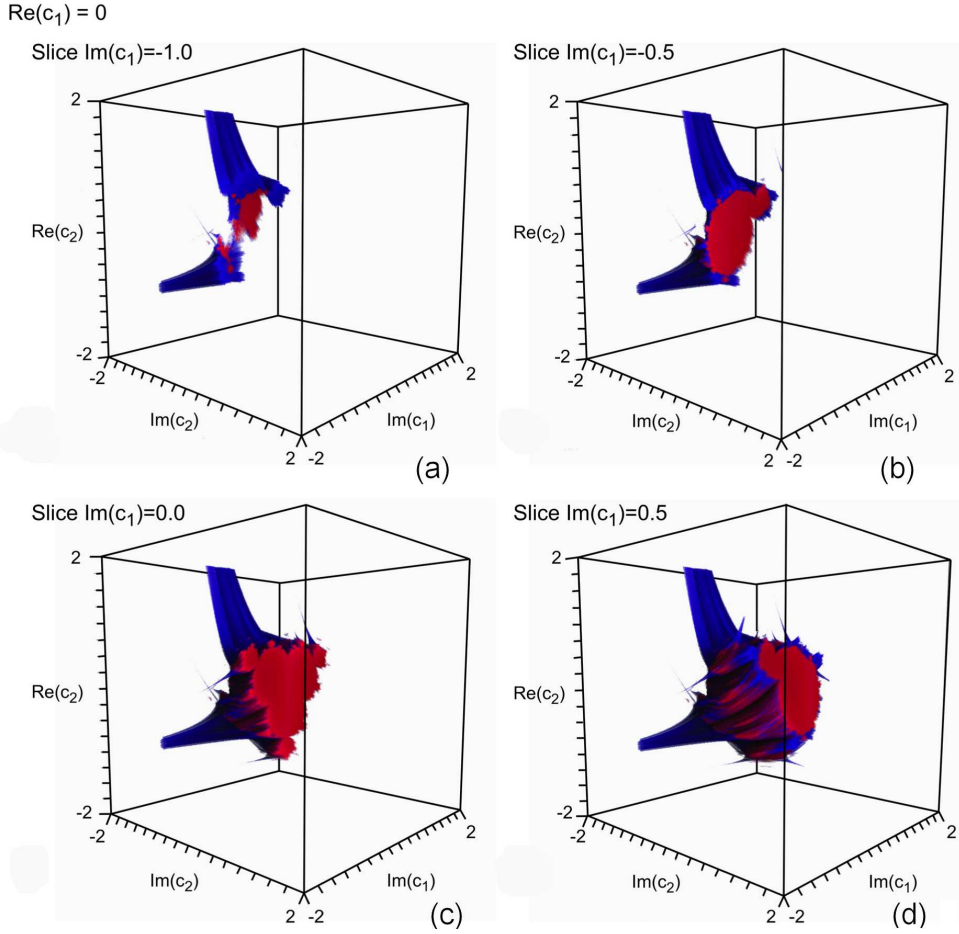 Re(c₁) = 0
Slice Im(c₁)=-1.0
2
Re(c₂)
-2
-2
Im(c₂)
2
-2
Im(c₁)
2
(a)
Slice Im(c₁)=-0.5
2
Re(c₂)
-2
-2
Im(c₂)
2
-2
Im(c₁)
2
(b)
Slice Im(c₁)=0.0
2
Re(c₂)
-2
-2
Im(c₂)
2
-2
Im(c₁)
2
(c)
Slice Im(c₁)=0.5
2
Re(c₂)
-2
-2
Im(c₂)
2
-2
Im(c₁)
2
(d)